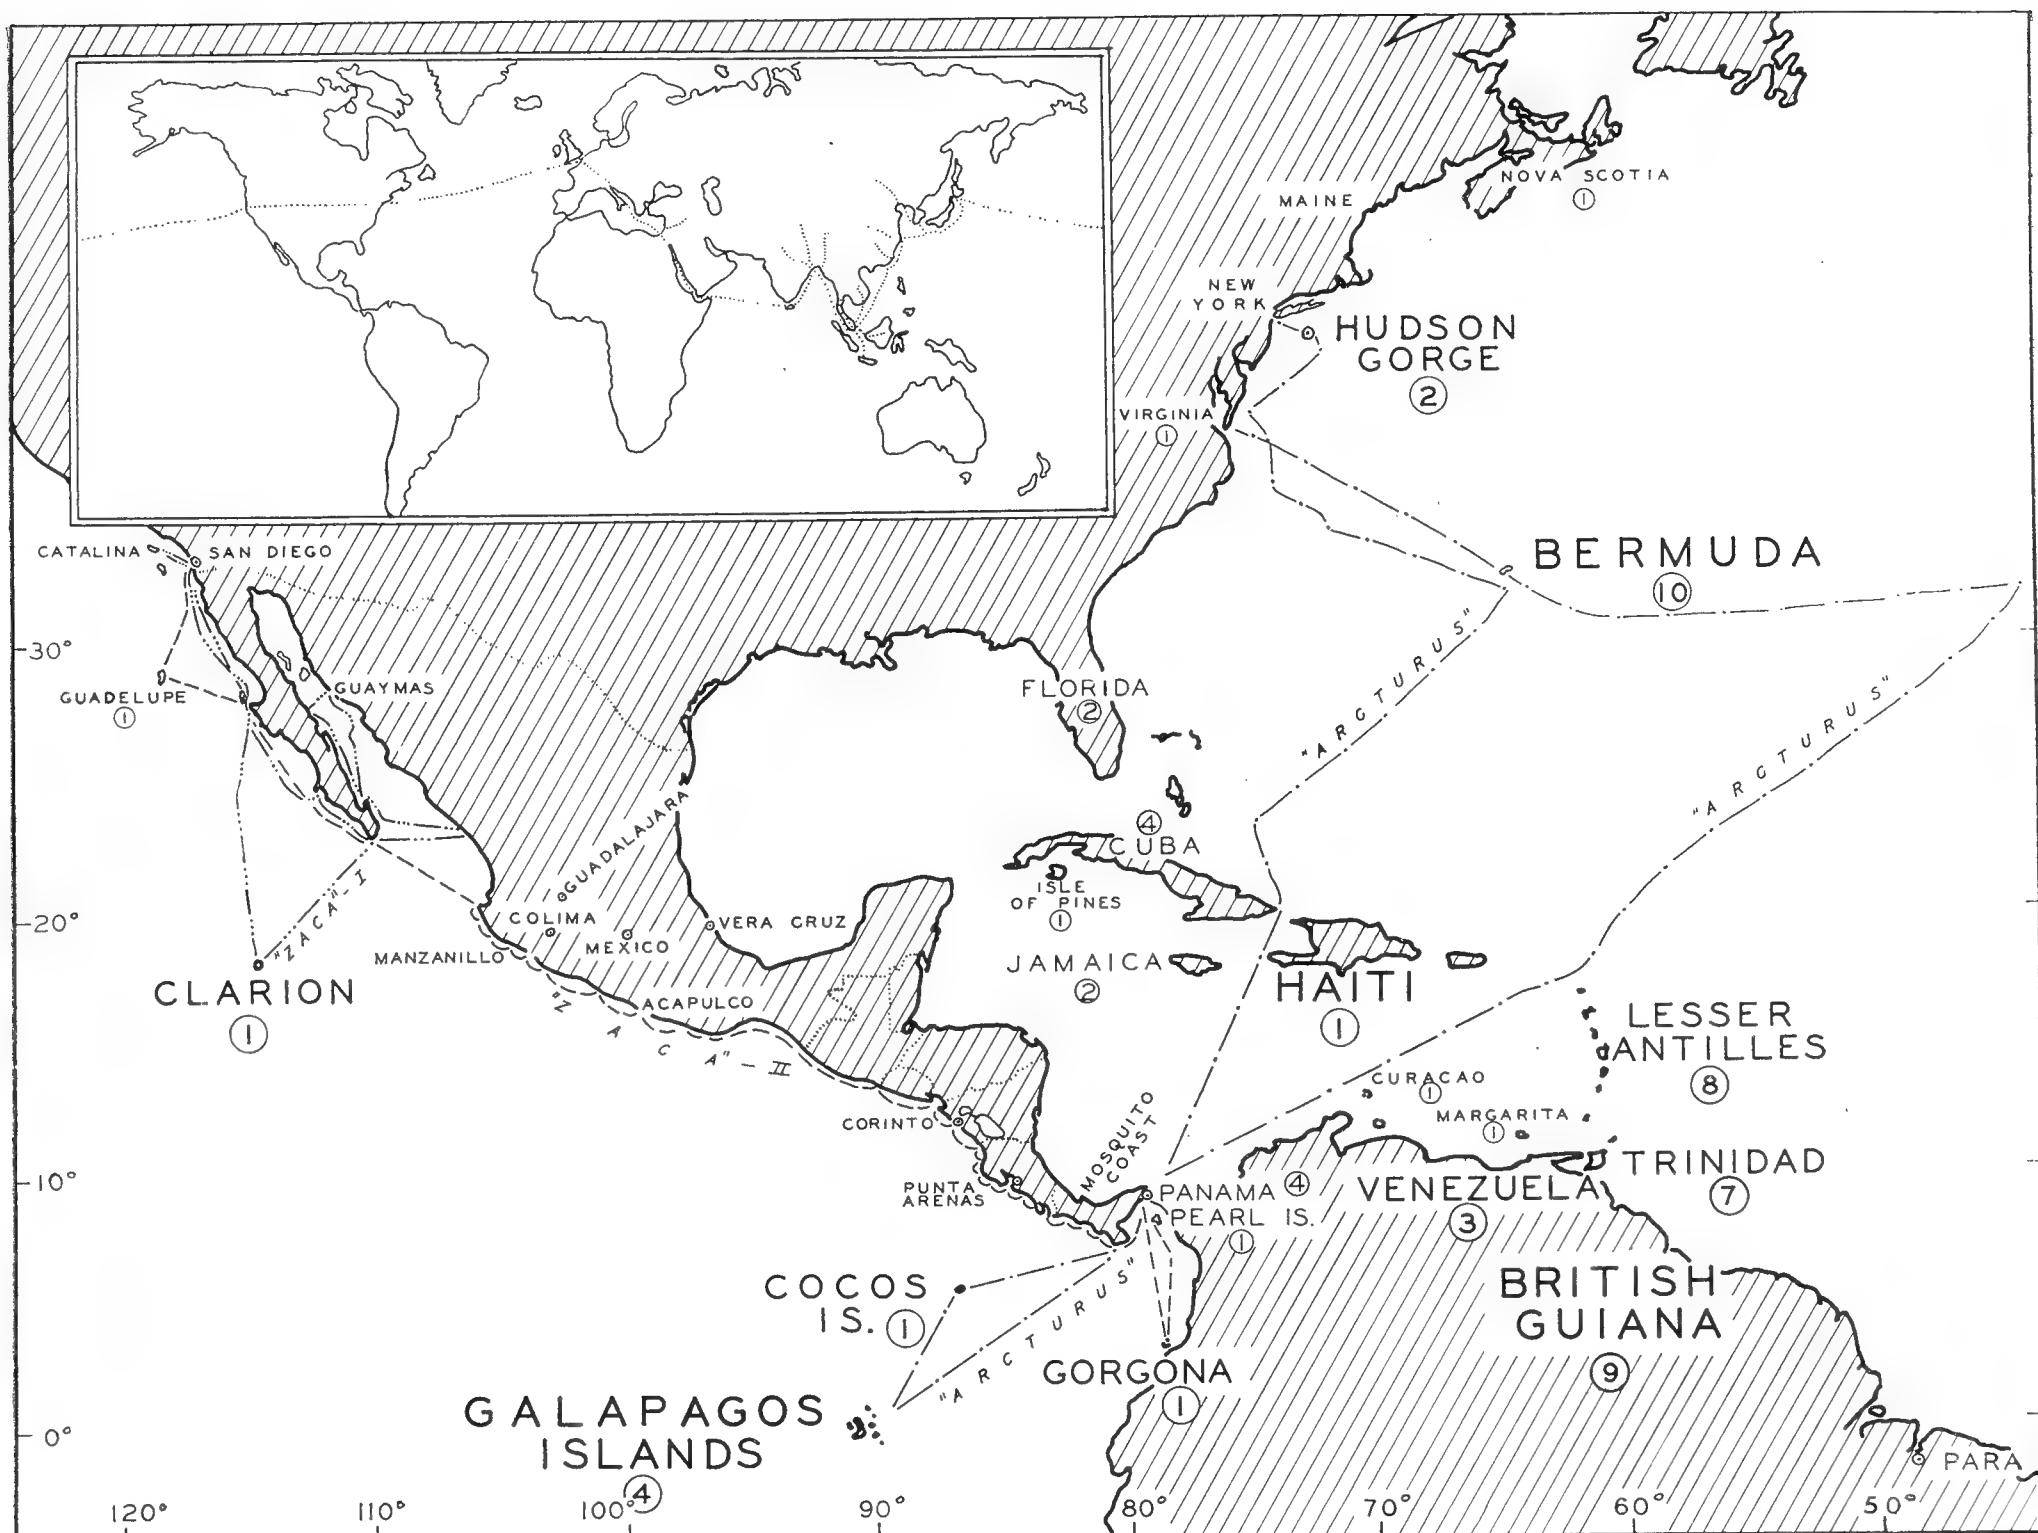 NOVA SCOTIA
1
MAINE
NEW
YORK
HUDSON
GORGE
2
VIRGINIA
1
CATALINA
SAN DIEGO
BERMUDA
10
30°
GUADELUPE
1
GUAYMAS
FLORIDA
2
"ARCTURUS"
"ARCTURUS"
GUADALAJARA
4
CUBA
ISLE
OF PINES
1
20°
COLIMA
MEXICO
VERA CRUZ
MANZANILLO
"ZACA"-I
CLARION
1
ACAPULCO
"ZACA"-II
JAMAICA
2
HAITI
1
LESSER
ANTILLES
8
CURACAO
1
MARGARITA
1
CORINTO
MOSQUITO
COAST
10°
PUNTA
ARENAS
PANAMA 4
PEARL IS.
1
VENEZUELA
3
TRINIDAD
7
COCOS
IS. 1
"ARCTURUS"
BRITISH
GUIANA
9
GORGONA
1
GALAPAGOS
ISLANDS
4
0°
PARA
120° 110° 100° 90° 80° 70° 60° 50°